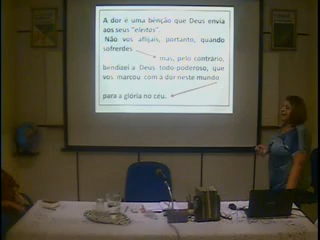 A dor é uma bênção que Deus envia
aos seus "eleitos".
Não vos aflijais, portanto, quando
sofrerdes
mas, pelo contrário,
bendizei a Deus todo-poderoso, que
vos marcou com a dor neste mundo
para a glória no céu.